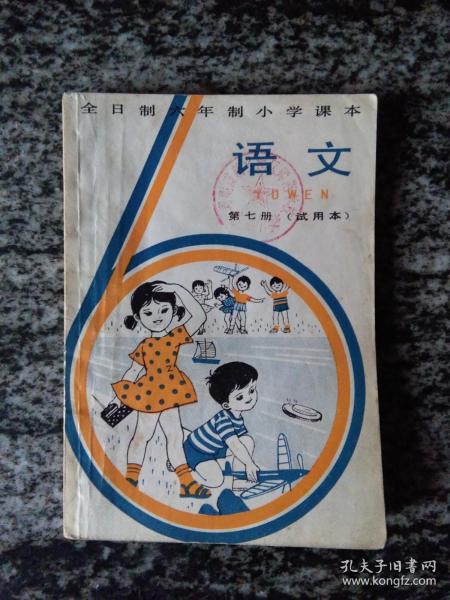 全日制六年制小学课本
语文
YUWEN
第七册（试用本）
孔夫子旧书网
www.kongfz.com